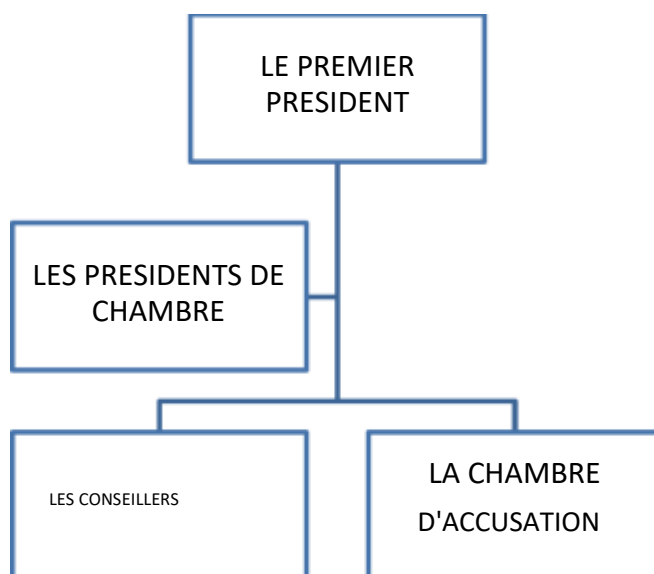 LE PREMIER
PRESIDENT
LES PRESIDENTS DE
CHAMBRE
LES CONSEILLERS
LA CHAMBRE
D'ACCUSATION